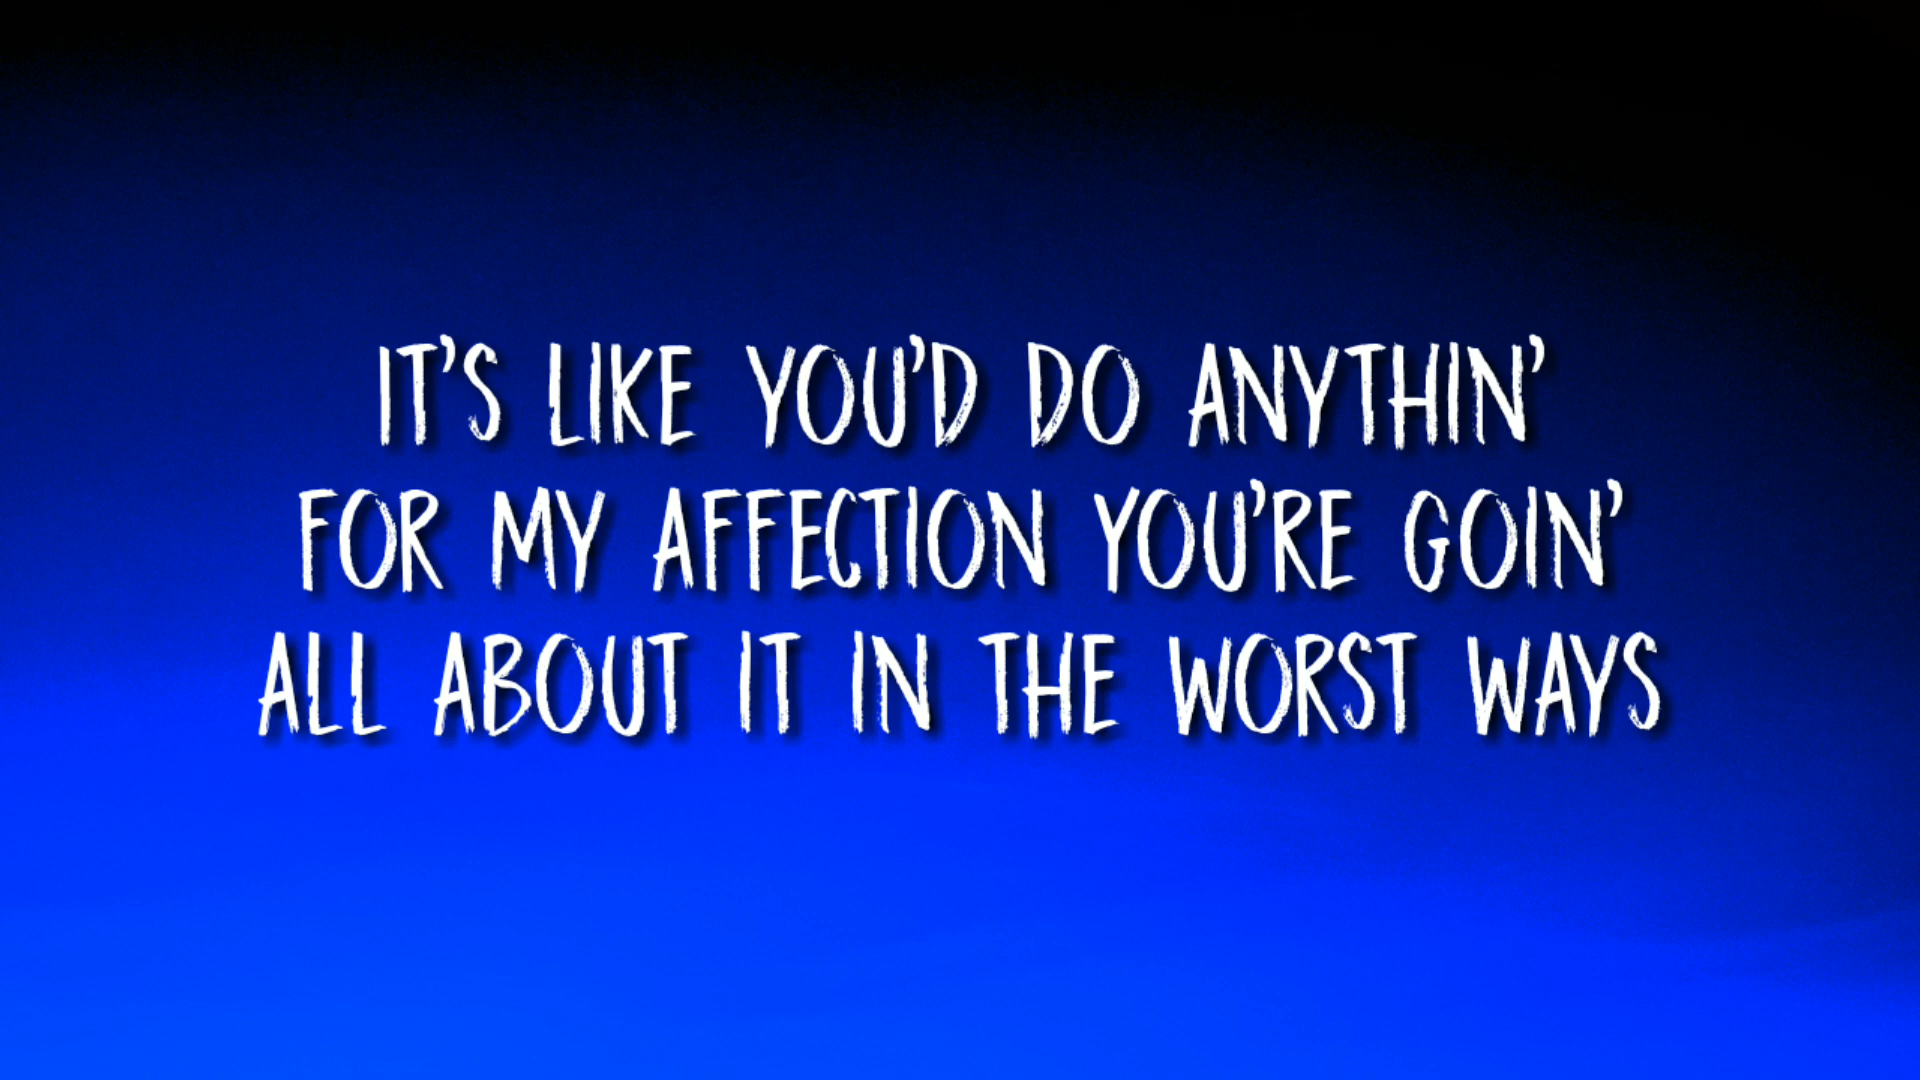 IT'S LIKE YOU'D DO ANYTHIN'
FOR MY AFFECTION YOU'RE GOIN'
ALL ABOUT IT IN THE WORST WAYS